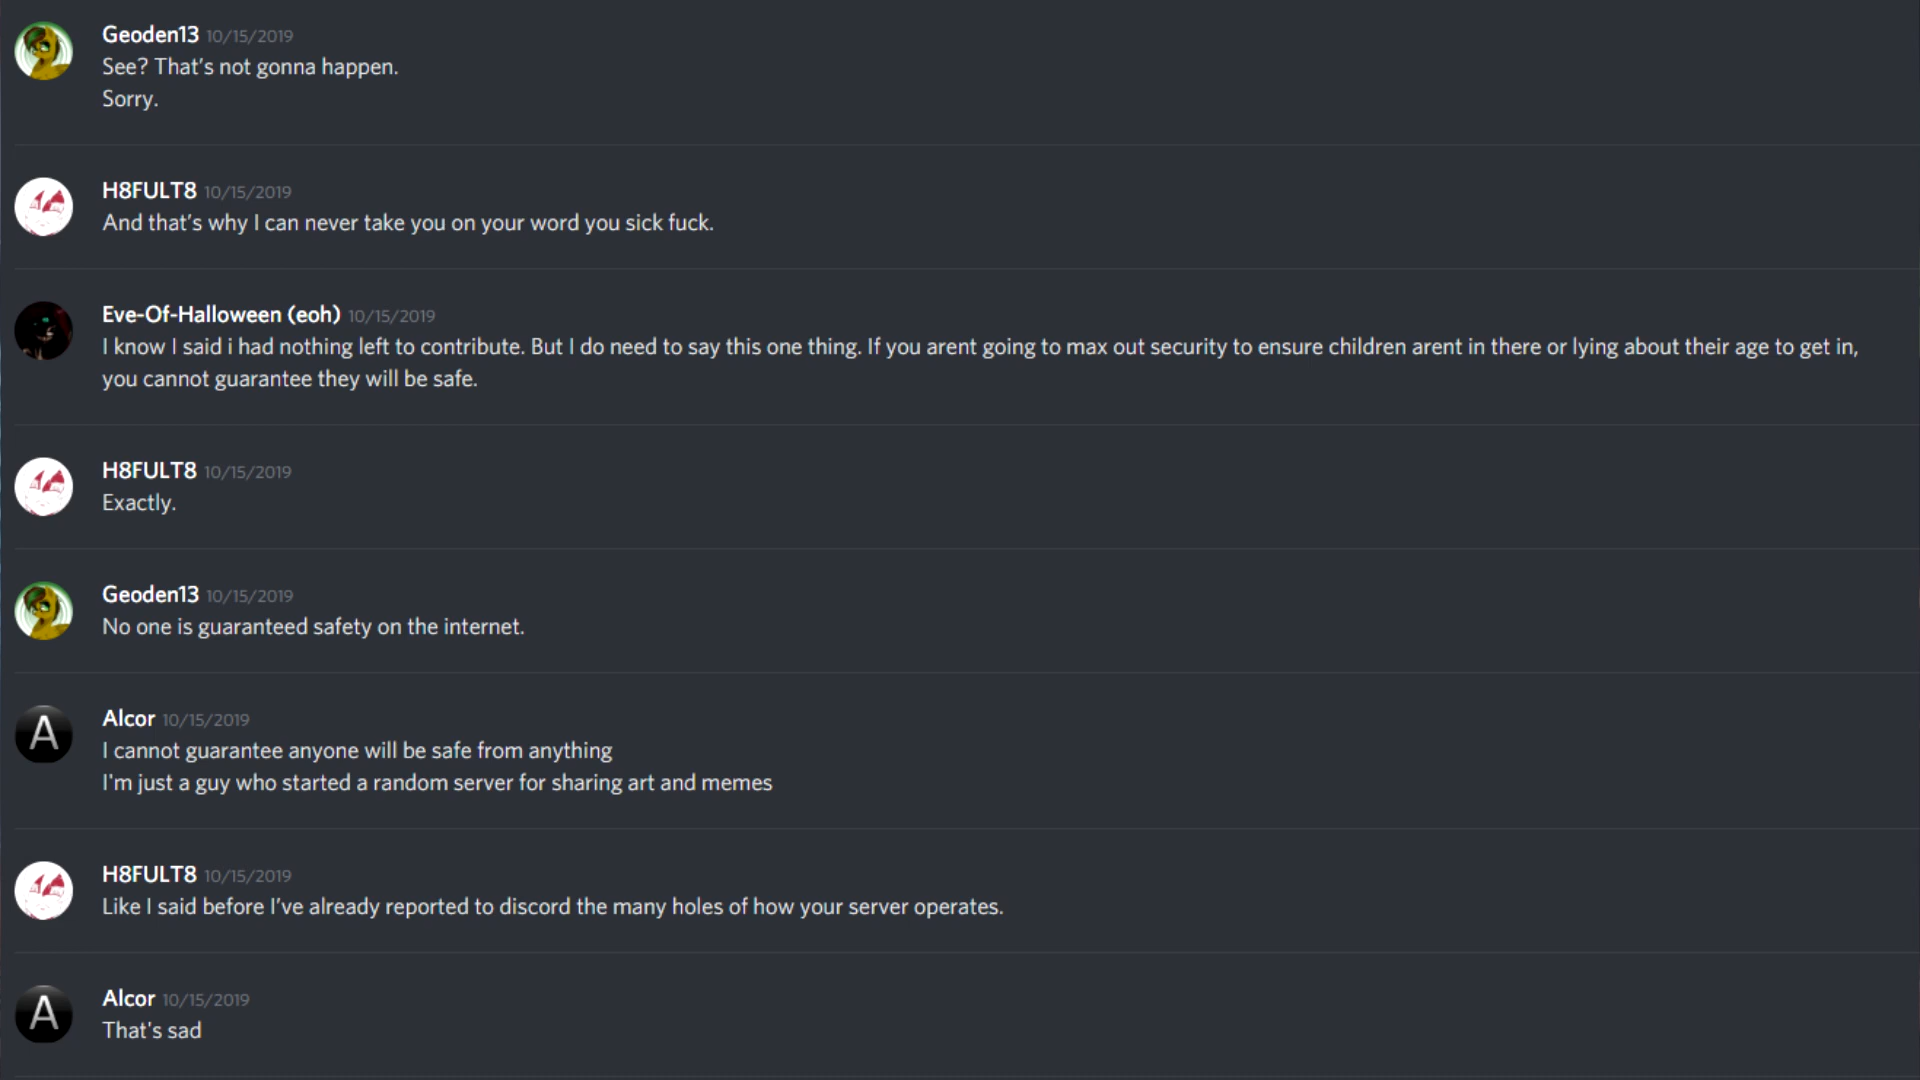 Geoden13 10/15/2019
See? That's not gonna happen.
Sorry.
H8FULT8 10/15/2019
And that's why I can never take you on your word you sick fuck.
Eve-Of-Halloween (eoh) 10/15/2019
I know I said i had nothing left to contribute. But I do need to say this one thing. If you arent going to max out security to ensure children arent in there or lying about their age to get in,
you cannot guarantee they will be safe.
H8FULT8 10/15/2019
Exactly.
Geoden13 10/15/2019
No one is guaranteed safety on the internet.
A
Alcor 10/15/2019
I cannot guarantee anyone will be safe from anything
I'm just a guy who started a random server for sharing art and memes
H8FULT8 10/15/2019
Like I said before I've already reported to discord the many holes of how your server operates.
A
Alcor 10/15/2019
That's sad